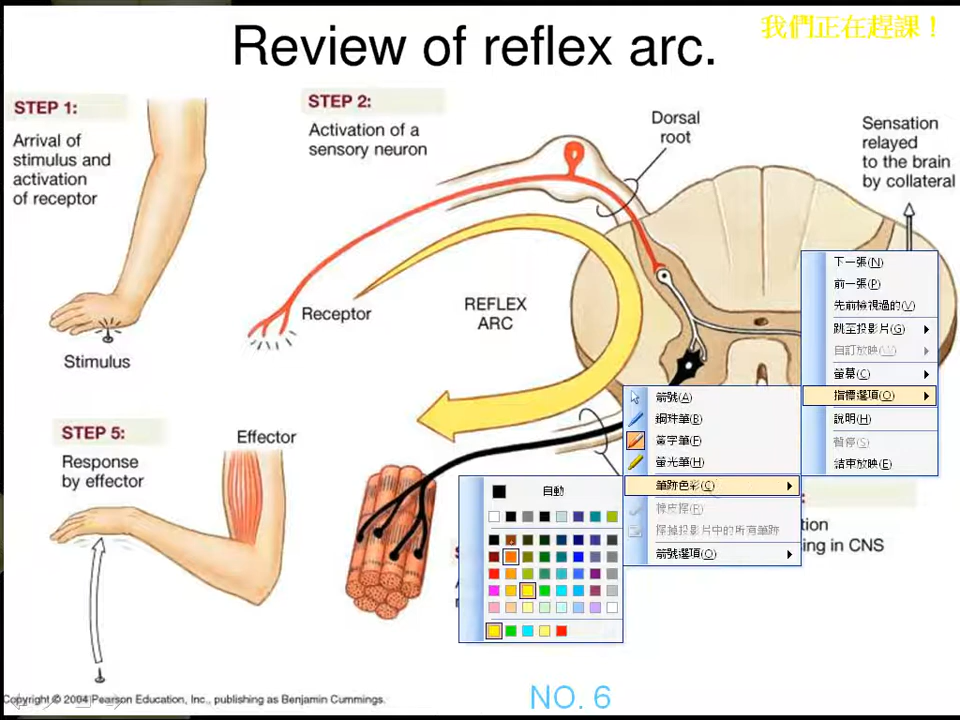 我們正在趕課！
Review of reflex arc.
STEP 1:
Arrival of
stimulus and
activation
of receptor
STEP 2:
Activation of a
sensory neuron
Dorsal
root
Sensation
relayed
to the brain
by collateral
Receptor
REFLEX
ARC
Stimulus
STEP 5:
Response
by effector
Effector
下一張(N)
前一張(P)
先前檢視過的(V)
跳至投影片(G)
自訂放映(W)
螢幕(C)
指標選項(O)
說明(H)
暫停(S)
結束放映(E)
箭號(A)
鋼珠筆(B)
簽字筆(F)
螢光筆(H)
筆跡色彩(C)
橡皮擦(R)
擦掉投影片中的所有筆跡
箭號選項(O)
自動
ing in CNS
Copyright © 2004 Pearson Education, Inc., publishing as Benjamin Cummings.
NO. 6